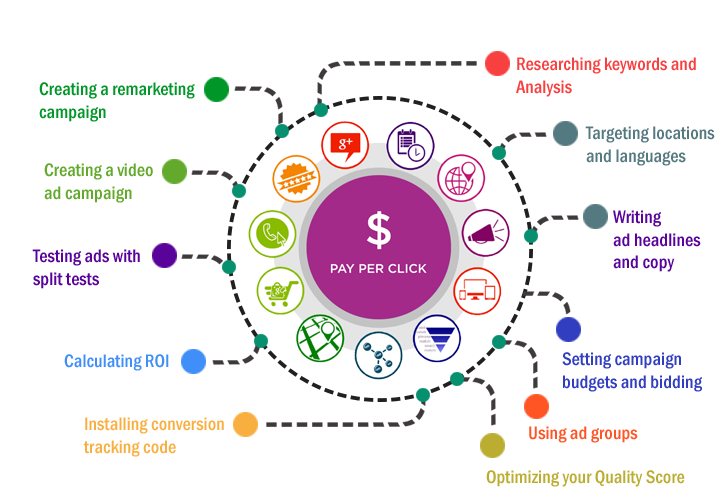 Researching keywords and
Analysis
Targeting locations
and languages
Writing
ad headlines
and copy
Setting campaign
budgets and bidding
Using ad groups
Optimizing your Quality Score
Installing conversion
tracking code
Calculating ROI
Testing ads with
split tests
Creating a video
ad campaign
Creating a remarketing
campaign
g+
$
PAY PER CLICK